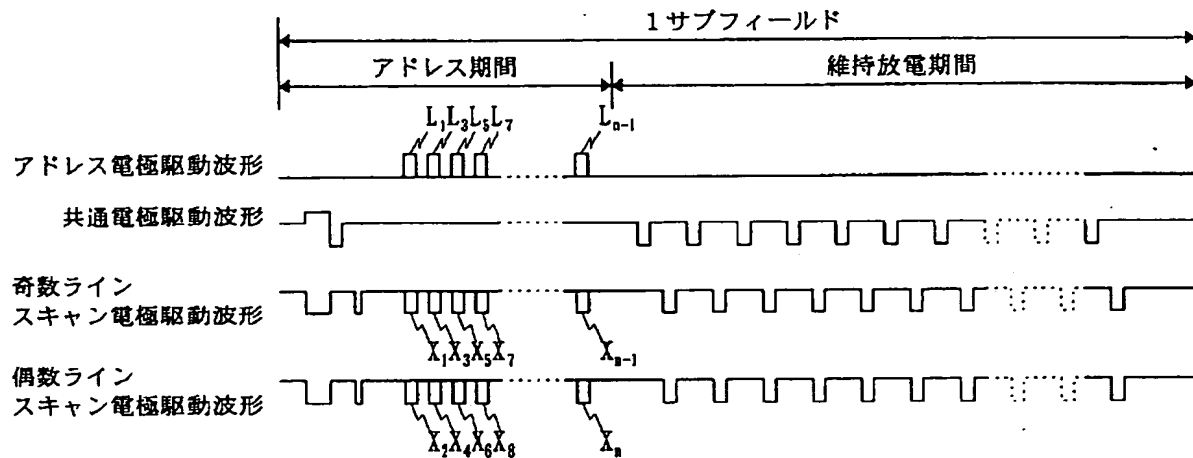 1サブフィールド
アドレス期間
維持放電期間
L₁L₃L₅L₇
Lₙ₋₁
アドレス電極駆動波形
共通電極駆動波形
奇数ライン
スキャン電極駆動波形
X₁X₃X₅X₇
Xₙ₋₁
偶数ライン
スキャン電極駆動波形
X₂X₄X₆X₈
Xₙ